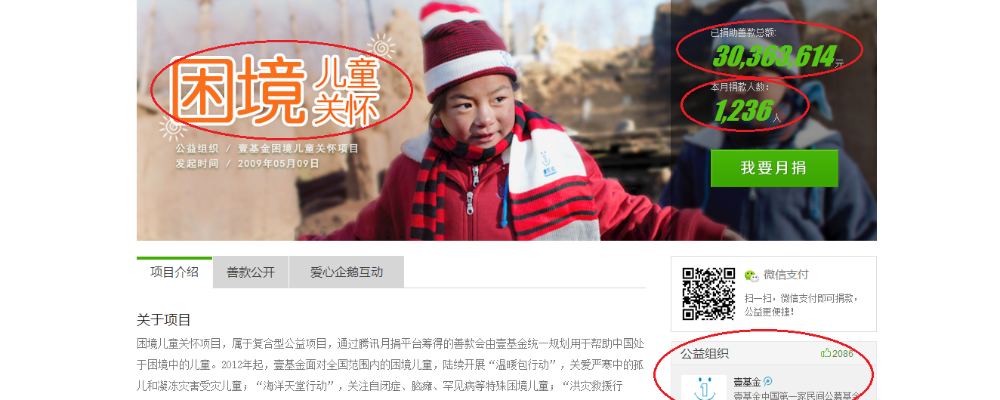 困境 儿童关怀
公益组织 / 壹基金困境儿童关怀项目
发起时间 / 2009年05月09日
已捐助善款总额:
30,363,614元
本月捐款人数:
1,236人
我要月捐
项目介绍 善款公开 爱心企鹅互动
关于项目
困境儿童关怀项目，属于复合型公益项目，通过腾讯月捐平台筹得的善款会由壹基金统一规划用于帮助中国处
于困境中的儿童。2012年起，壹基金面对全国范围内的困境儿童，陆续开展“温暖包行动”，关爱严寒中的孤
儿和凝冻灾害受灾儿童；“海洋天堂行动”，关注自闭症、脑瘫、罕见病等特殊困境儿童；“洪灾救援行
微信支付
扫一扫，微信支付即可捐款，
公益更便捷！
公益组织 2086
壹基金
壹基金中国第一家民间公募基金